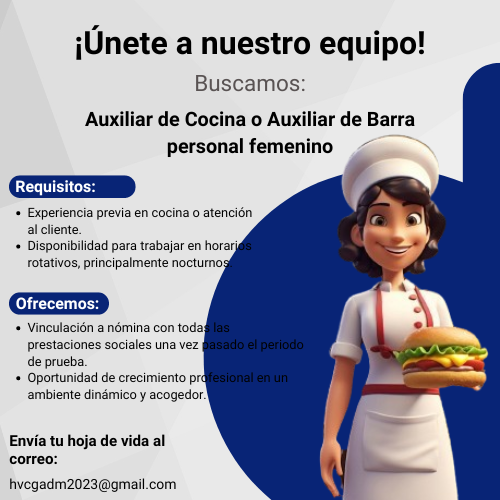 ¡Únete a nuestro equipo!
Buscamos:
Auxiliar de Cocina o Auxiliar de Barra
personal femenino
Requisitos:
• Experiencia previa en cocina o atención
al cliente.
• Disponibilidad para trabajar en horarios
rotativos, principalmente nocturnos.
Ofrecemos:
• Vinculación a nómina con todas las
prestaciones sociales una vez pasado el periodo
de prueba.
• Oportunidad de crecimiento profesional en un
ambiente dinámico y acogedor.
Envía tu hoja de vida al
correo:
hvcgadm2023@gmail.com